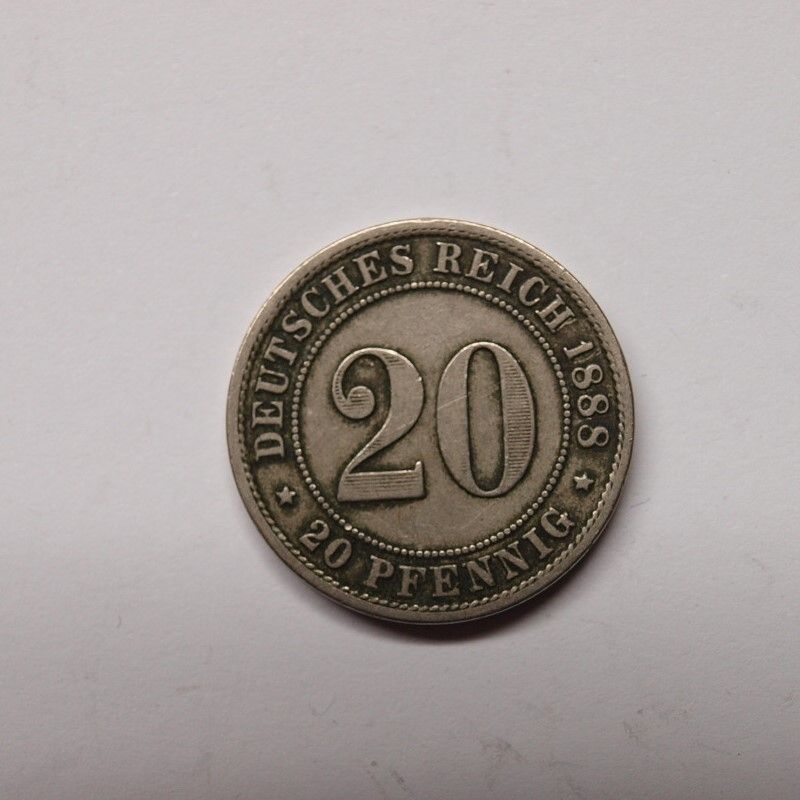 DEUTSCHES REICH 1888
20
★ 20 PFENNIG ★